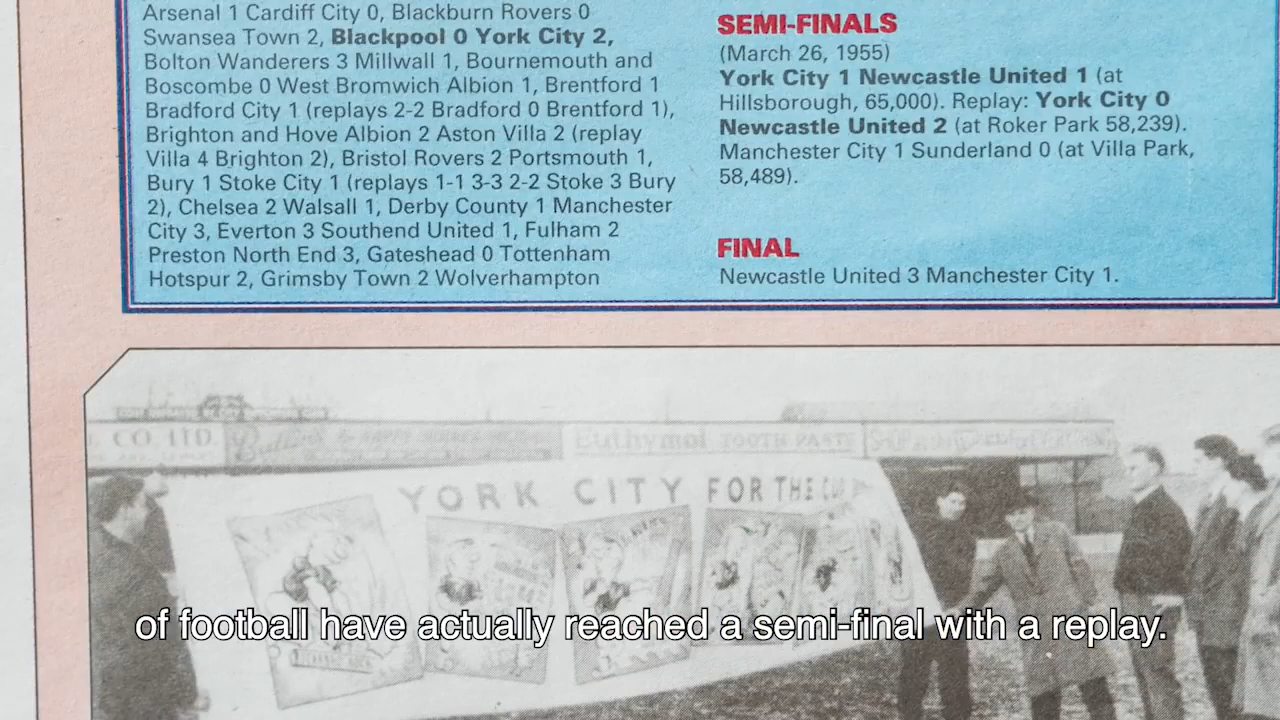 Arsenal 1 Cardiff City 0, Blackburn Rovers 0
Swansea Town 2, Blackpool 0 York City 2,
Bolton Wanderers 3 Millwall 1, Bournemouth and
Boscombe 0 West Bromwich Albion 1, Brentford 1
Bradford City 1 (replays 2-2 Bradford 0 Brentford 1),
Brighton and Hove Albion 2 Aston Villa 2 (replay
Villa 4 Brighton 2), Bristol Rovers 2 Portsmouth 1,
Bury 1 Stoke City 1 (replays 1-1 3-3 2-2 Stoke 3 Bury
2), Chelsea 2 Walsall 1, Derby County 1 Manchester
City 3, Everton 3 Southend United 1, Fulham 2
Preston North End 3, Gateshead 0 Tottenham
Hotspur 2, Grimsby Town 2 Wolverhampton
SEMI-FINALS
(March 26, 1955)
York City 1 Newcastle United 1 (at
Hillsborough, 65,000). Replay: York City 0
Newcastle United 2 (at Roker Park 58,239).
Manchester City 1 Sunderland 0 (at Villa Park,
58,489).
FINAL
Newcastle United 3 Manchester City 1.
CO. LTD.
Euthymol TOOTH PASTE
YORK CITY FOR THE CUP
of football have actually reached a semi-final with a replay.